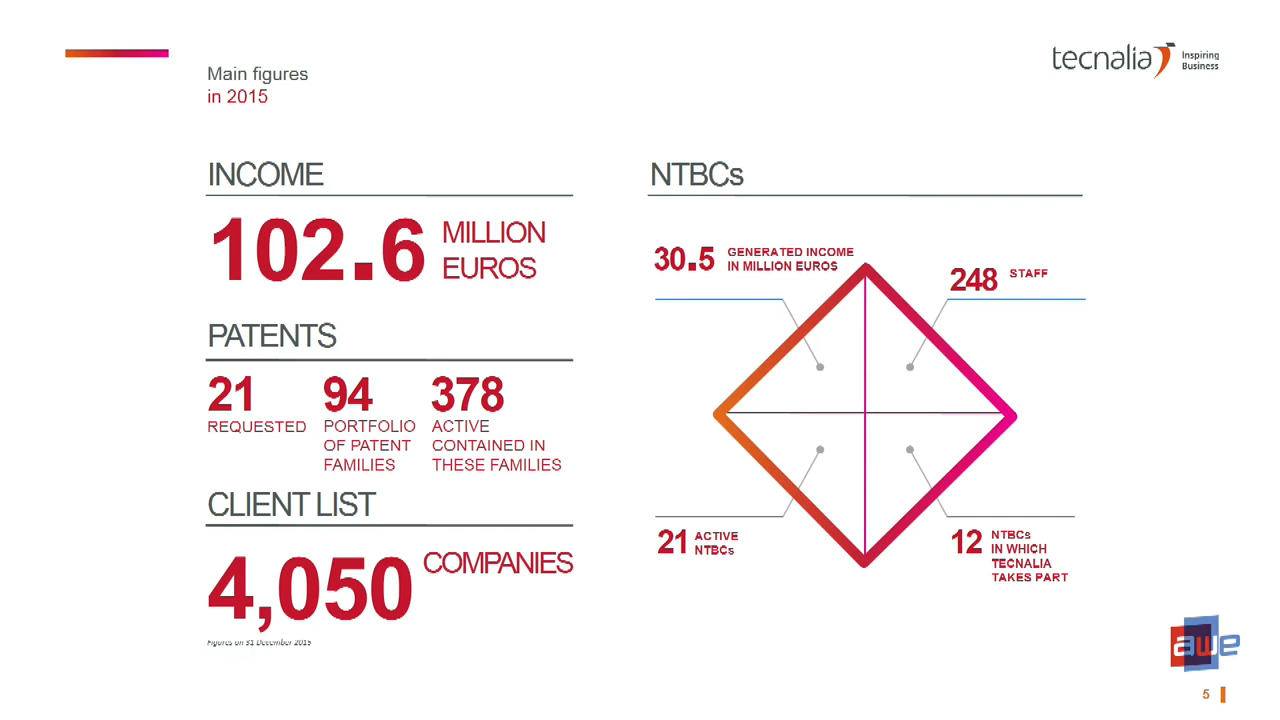 tecnalia Inspiring
Business
Main figures
in 2015
INCOME
102.6 MILLION
EUROS
PATENTS
21
REQUESTED
94
PORTFOLIO
OF PATENT
FAMILIES
378
ACTIVE
CONTAINED IN
THESE FAMILIES
CLIENT LIST
4,050 COMPANIES
Figures on 31 December 2015
NTBCs
30.5 GENERATED INCOME
IN MILLION EUROS
248 STAFF
21 ACTIVE
NTBCs
12 NTBCs
IN WHICH
TECNALIA
TAKES PART
awe
5